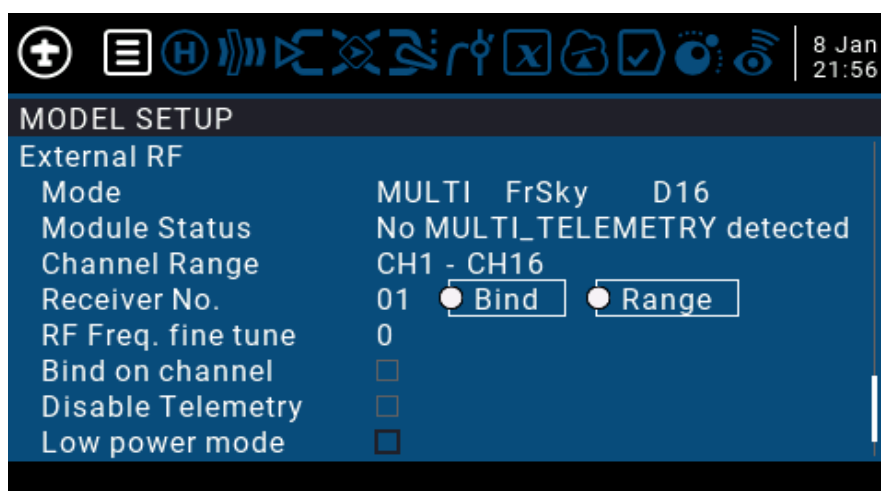 8 Jan
21:56
MODEL SETUP
External RF
Mode MULTI FrSky D16
Module Status No MULTI_TELEMETRY detected
Channel Range CH1 - CH16
Receiver No. 01 Bind Range
RF Freq. fine tune 0
Bind on channel
Disable Telemetry
Low power mode